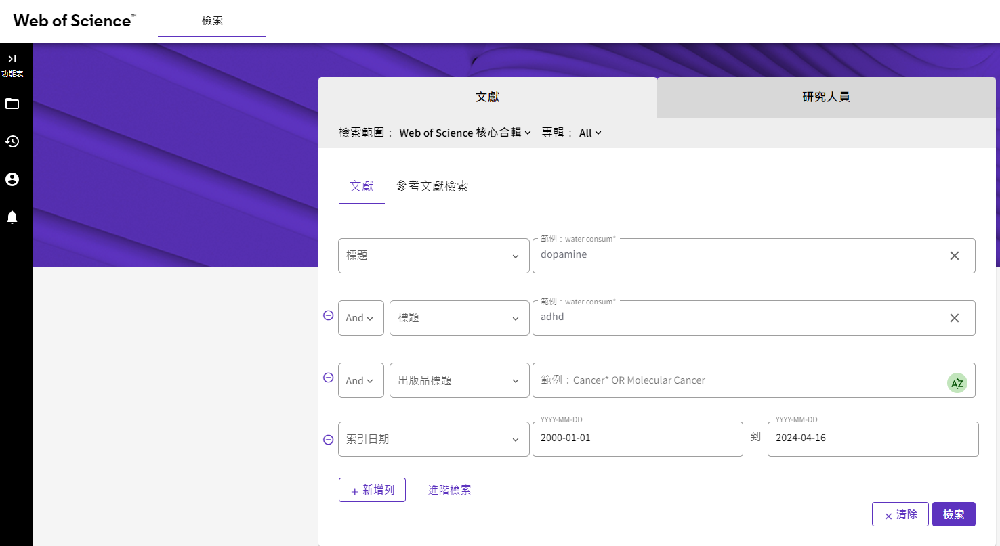 Web of Science™
檢索
功能表
文獻
研究人員
檢索範圍： Web of Science 核心合輯 專輯： All
文獻 參考文獻檢索
標題
範例：water consum*
dopamine
And
標題
範例：water consum*
adhd
And
出版品標題
範例：Cancer* OR Molecular Cancer
AZ
索引日期
YYYY-MM-DD
2000-01-01
到
YYYY-MM-DD
2024-04-16
+ 新增列
進階檢索
× 清除
檢索